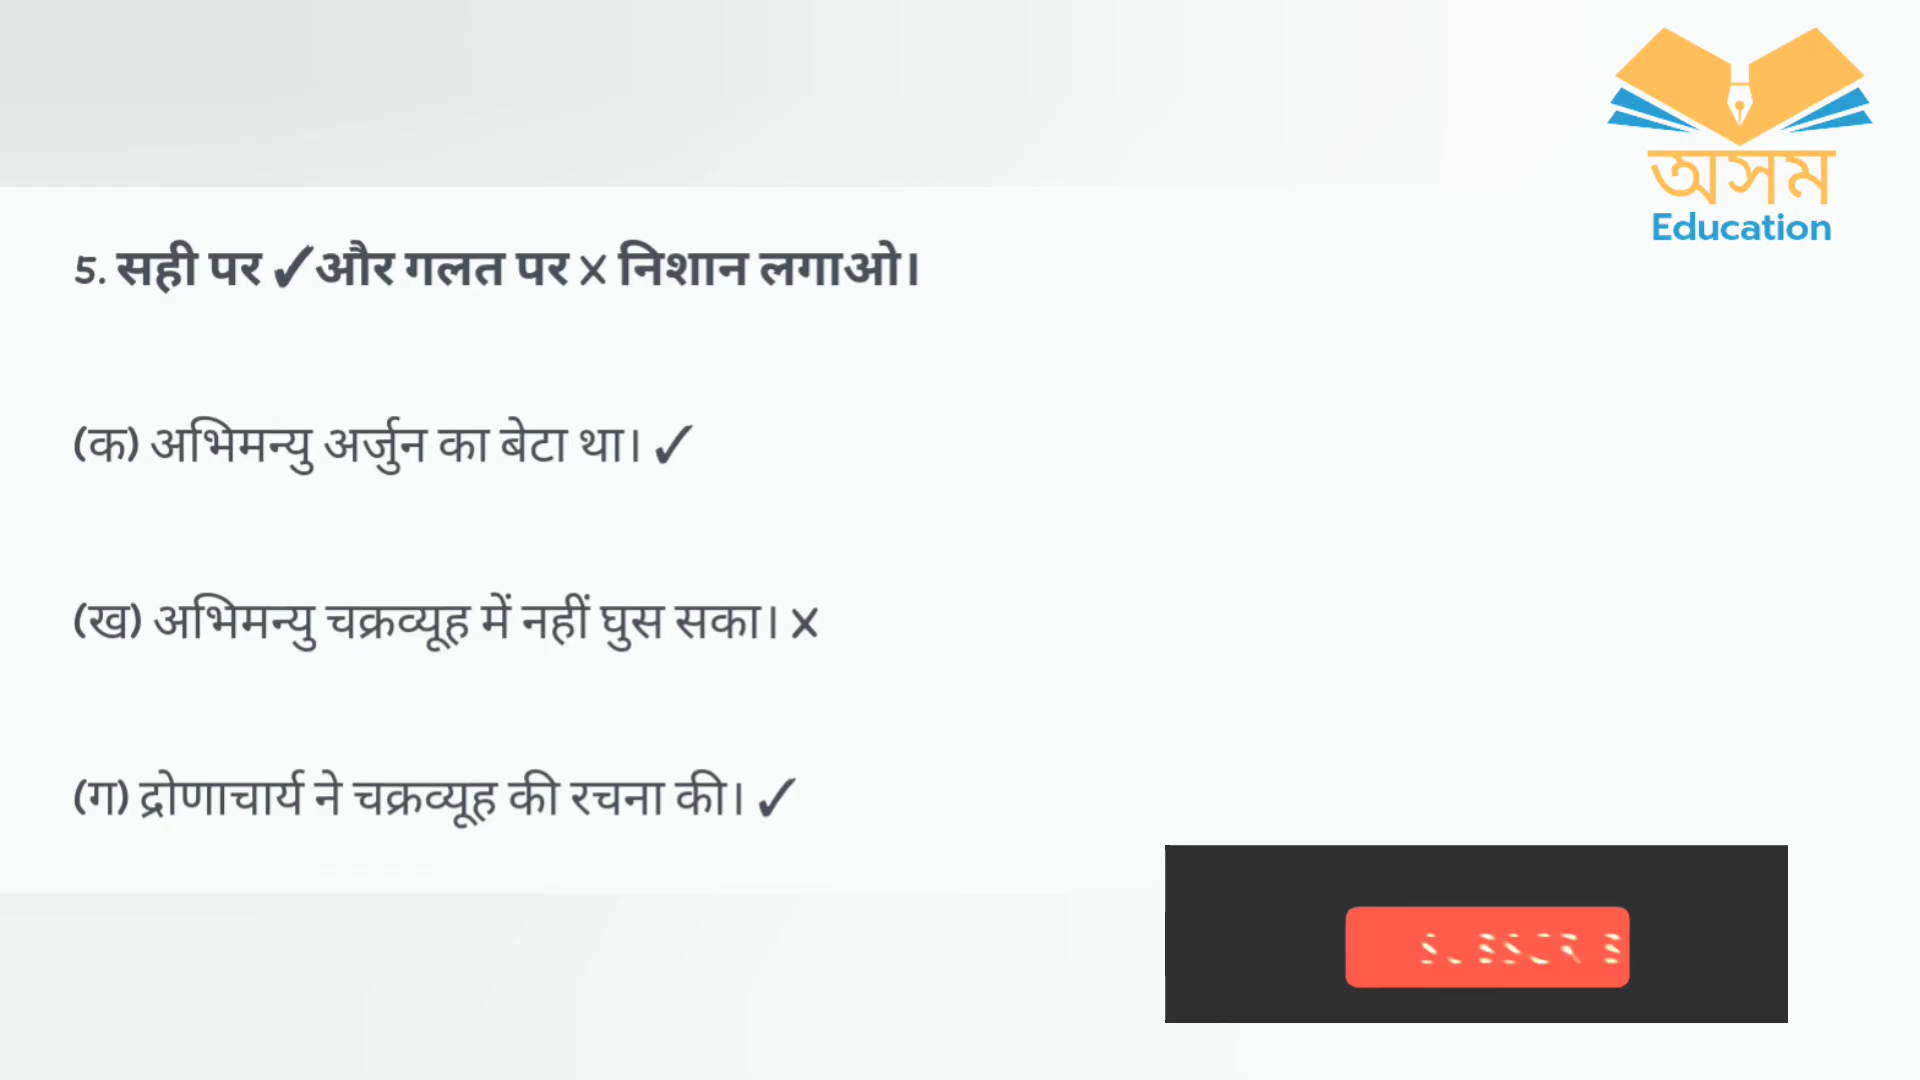 অসম
Education
5. सही पर ✓और गलत पर × निशान लगाओ।
(क) अभिमन्यु अर्जुन का बेटा था। ✓
(ख) अभिमन्यु चक्रव्यूह में नहीं घुस सका। ×
(ग) द्रोणाचार्य ने चक्रव्यूह की रचना की। ✓